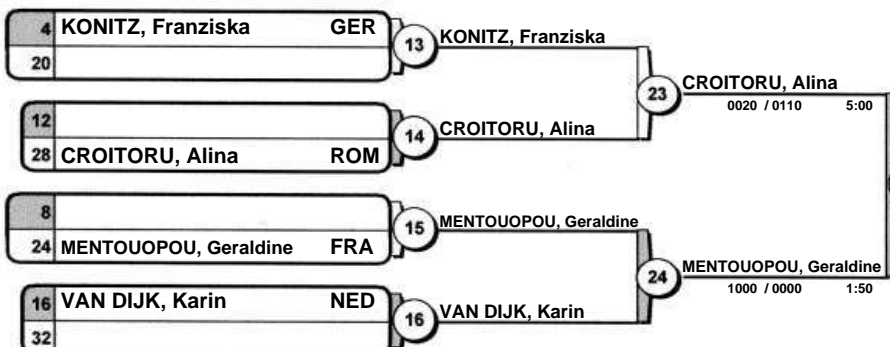 4 KONITZ, Franziska GER
20
13 KONITZ, Franziska
12
28 CROITORU, Alina ROM
14 CROITORU, Alina
23 CROITORU, Alina
0020 / 0110 5:00
8
24 MENTOUOPOU, Geraldine FRA
15 MENTOUOPOU, Geraldine
16 VAN DIJK, Karin NED
32
16 VAN DIJK, Karin
24 MENTOUOPOU, Geraldine
1000 / 0000 1:50